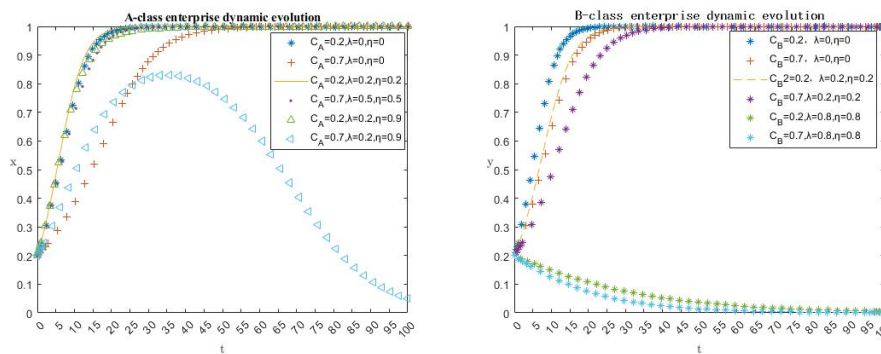 A-class enterprise dynamic evolution
1
0.9
0.8
0.7
0.6
x
0.5
0.4
0.3
0.2
0.1
0
0 5 10 15 20 25 30 35 40 45 50 55 60 65 70 75 80 85 90 95 100
t
C_A=0.2,λ=0,η=0
C_A=0.7,λ=0,η=0
C_A=0.2,λ=0.2,η=0.2
C_A=0.7,λ=0.5,η=0.5
C_A=0.2,λ=0.2,η=0.9
C_A=0.7,λ=0.2,η=0.9
B-class enterprise dynamic evolution
1
0.9
0.8
0.7
0.6
y
0.5
0.4
0.3
0.2
0.1
0
0 5 10 15 20 25 30 35 40 45 50 55 60 65 70 75 80 85 90 95 100
t
C_B=0.2, λ=0,η=0
C_B=0.7, λ=0,η=0
C_B2=0.2, λ=0.2,η=0.2
C_B=0.7,λ=0.2,η=0.2
C_B=0.2,λ=0.8,η=0.8
C_B=0.7,λ=0.8,η=0.8